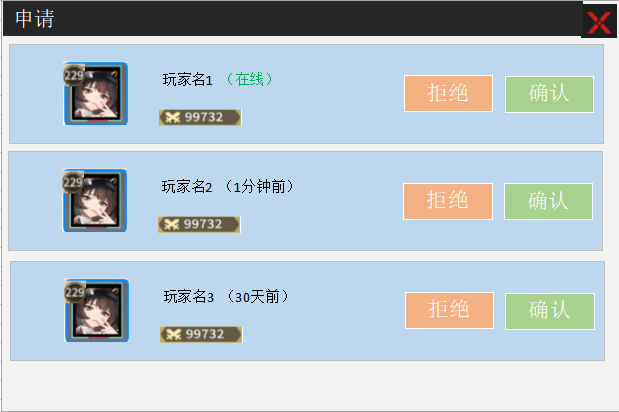 申请
229
玩家名1 （在线）
99732
拒绝
确认
229
玩家名2 （1分钟前）
99732
拒绝
确认
229
玩家名3 （30天前）
99732
拒绝
确认